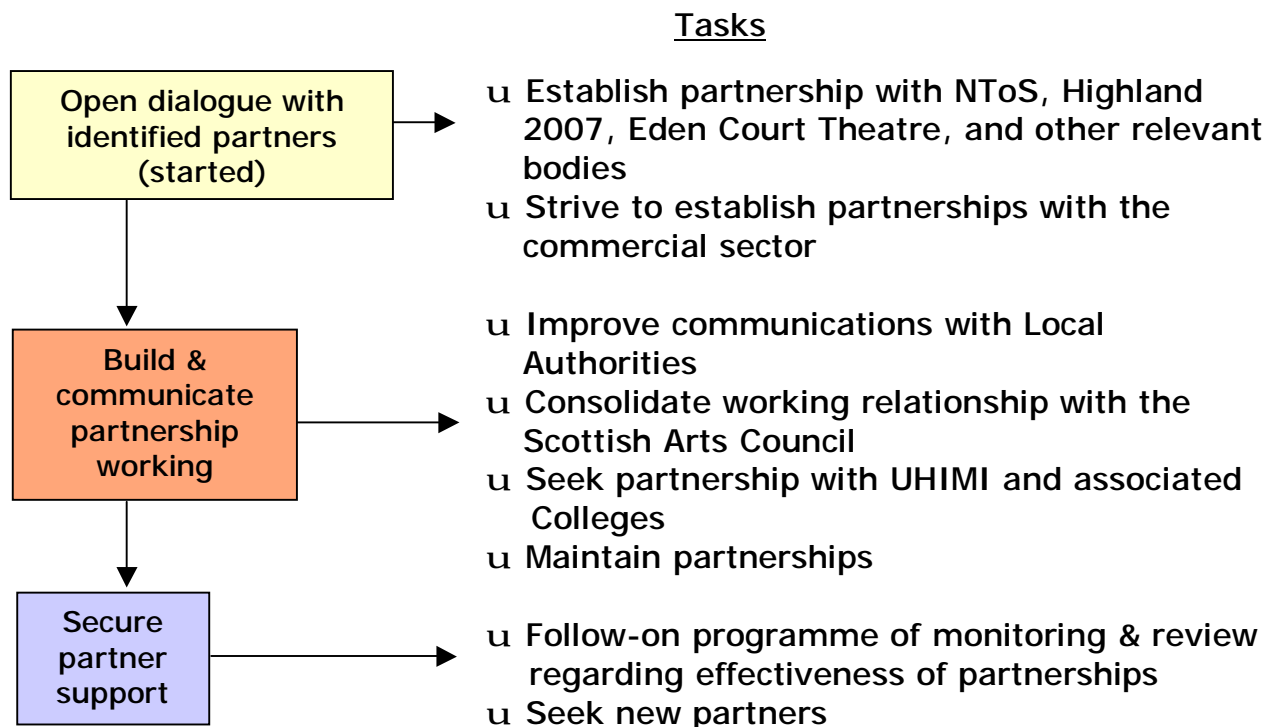 Tasks
Open dialogue with
identified partners
(started)
u Establish partnership with NToS, Highland
2007, Eden Court Theatre, and other relevant
bodies
u Strive to establish partnerships with the
commercial sector
Build &
communicate
partnership
working
u Improve communications with Local
Authorities
u Consolidate working relationship with the
Scottish Arts Council
u Seek partnership with UHIMI and associated
Colleges
u Maintain partnerships
Secure
partner
support
u Follow-on programme of monitoring & review
regarding effectiveness of partnerships
u Seek new partners